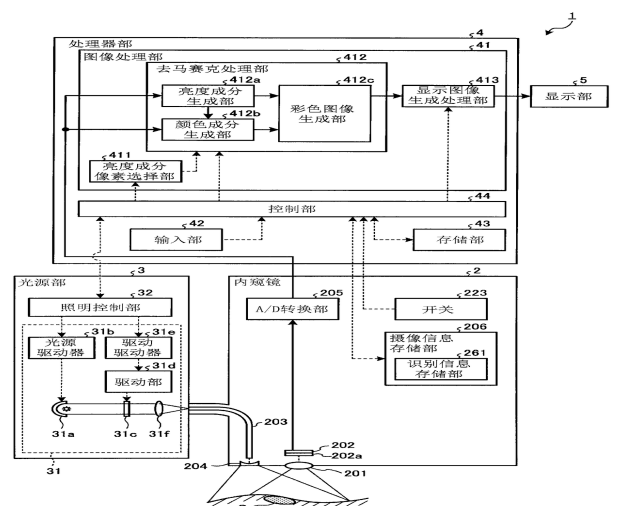 1
4
处理器部
41
图像处理部
412
去马赛克处理部
412a
亮度成分
生成部
412b
颜色成分
生成部
412c
彩色图像
生成部
413
显示图像
生成处理部
5
显示部
411
亮度成分
像素选择部
44
控制部
42
输入部
43
存储部
3
光源部
32
照明控制部
31b
光源
驱动器
31e
驱动
驱动器
31d
驱动部
31a
31c
31f
31
2
内窥镜
205
A/D转换部
223
开关
206
摄像信息
存储部
261
识别信息
存储部
203
202
202a
204
201